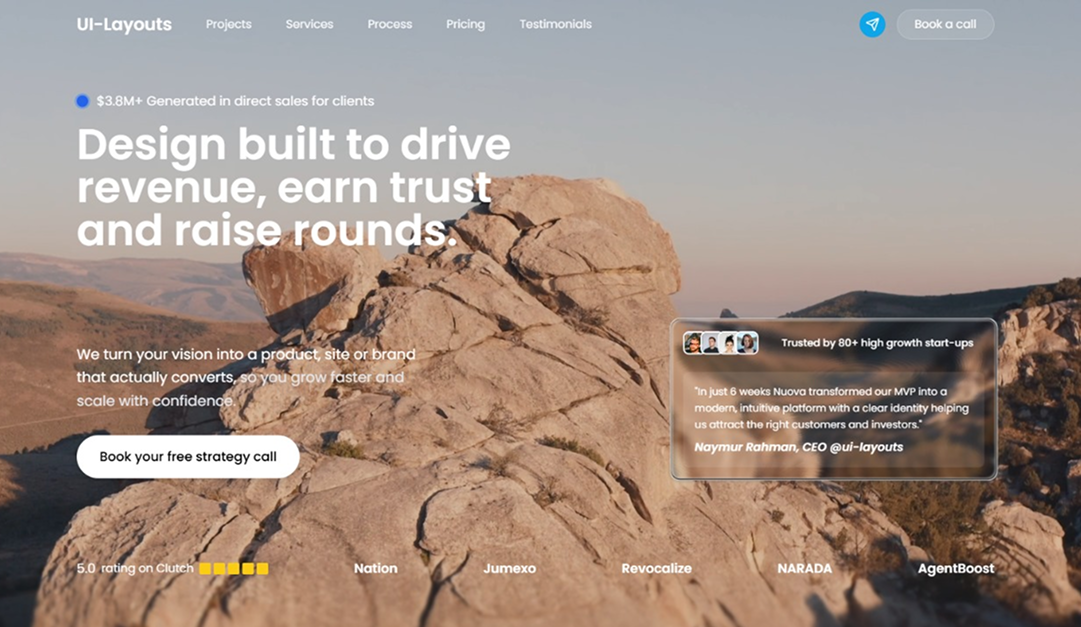 UI-Layouts
Projects
Services
Process
Pricing
Testimonials
Book a call
$3.8M+ Generated in direct sales for clients
Design built to drive
revenue, earn trust
and raise rounds.
We turn your vision into a product, site or brand
that actually converts, so you grow faster and
scale with confidence.
Book your free strategy call
Trusted by 80+ high growth start-ups
"In just 6 weeks Nuova transformed our MVP into a
modern, intuitive platform with a clear identity helping
us attract the right customers and investors."
Naymur Rahman, CEO @ui-layouts
5.0 rating on Clutch
Nation
Jumexo
Revocalize
NARADA
AgentBoost